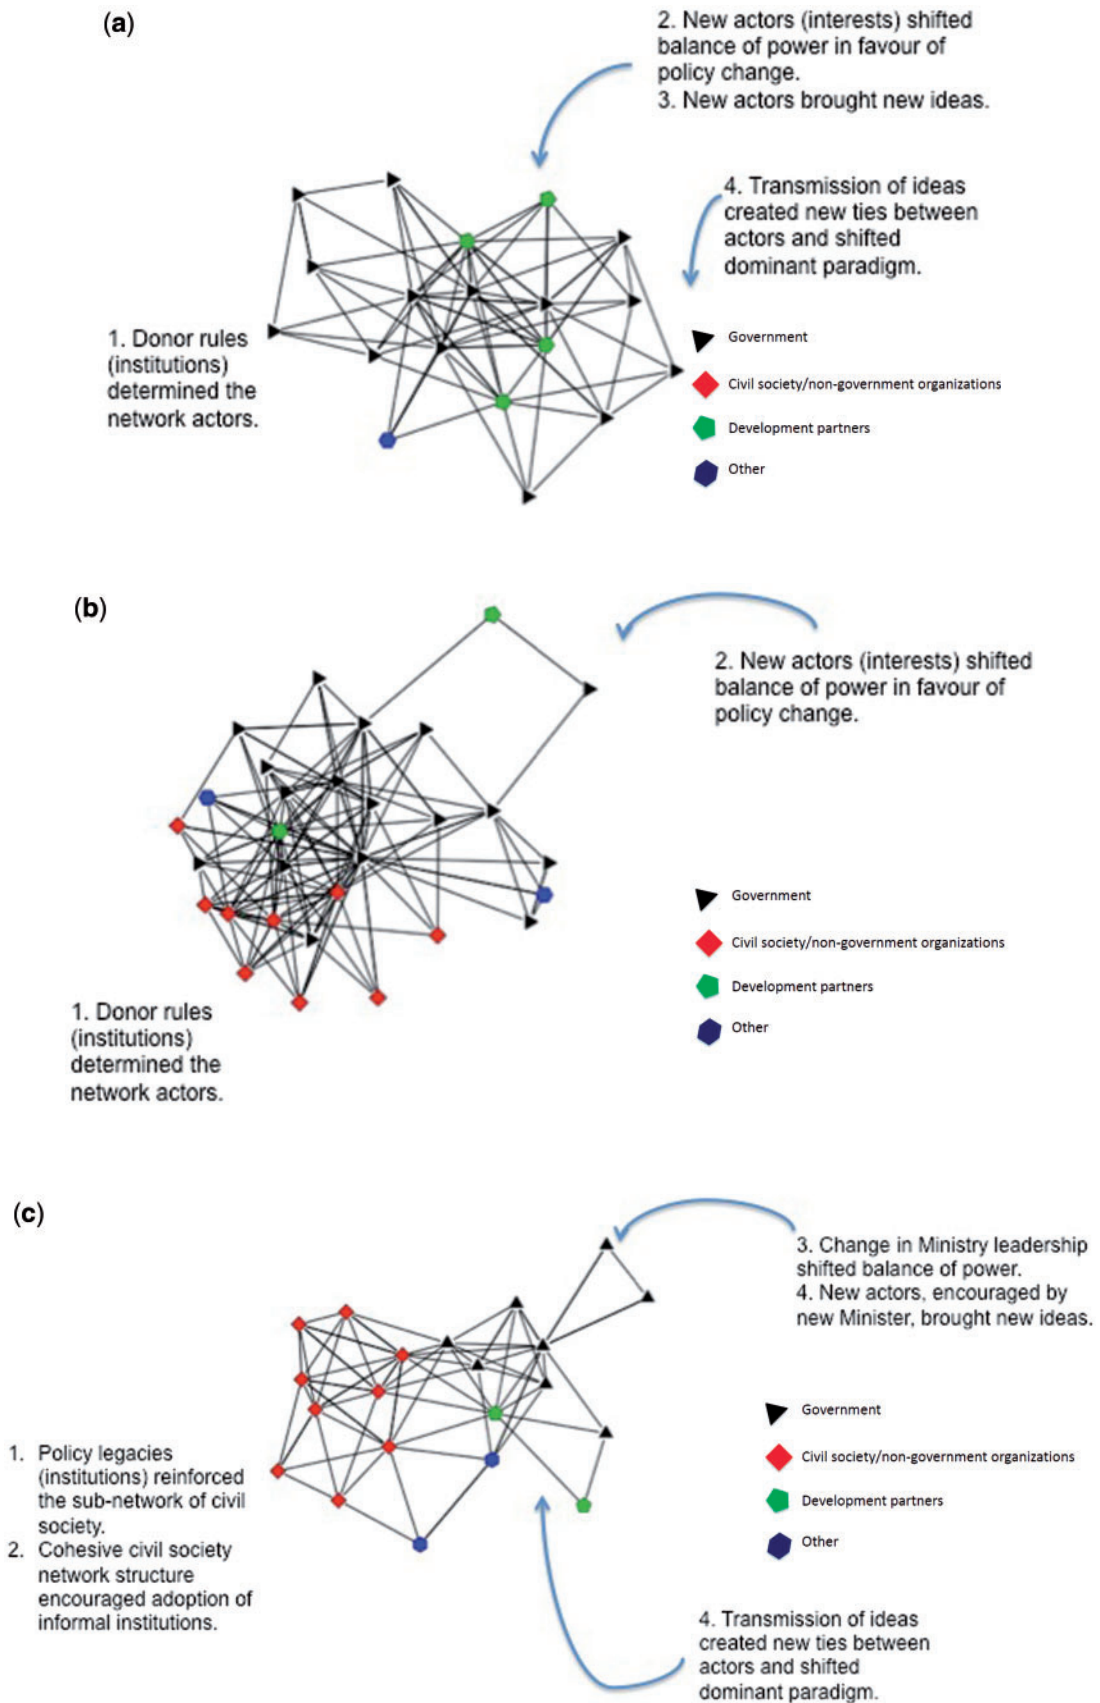 (a)
2. New actors (interests) shifted
balance of power in favour of
policy change.
3. New actors brought new ideas.
4. Transmission of ideas
created new ties between
actors and shifted
dominant paradigm.
1. Donor rules
(institutions)
determined the
network actors.
Government
Civil society/non-government organizations
Development partners
Other
(b)
2. New actors (interests) shifted
balance of power in favour of
policy change.
Government
Civil society/non-government organizations
Development partners
Other
1. Donor rules
(institutions)
determined the
network actors.
(c)
3. Change in Ministry leadership
shifted balance of power.
4. New actors, encouraged by
new Minister, brought new ideas.
Government
Civil society/non-government organizations
Development partners
Other
1. Policy legacies
(institutions) reinforced
the sub-network of civil
society.
2. Cohesive civil society
network structure
encouraged adoption of
informal institutions.
4. Transmission of ideas
created new ties between
actors and shifted
dominant paradigm.